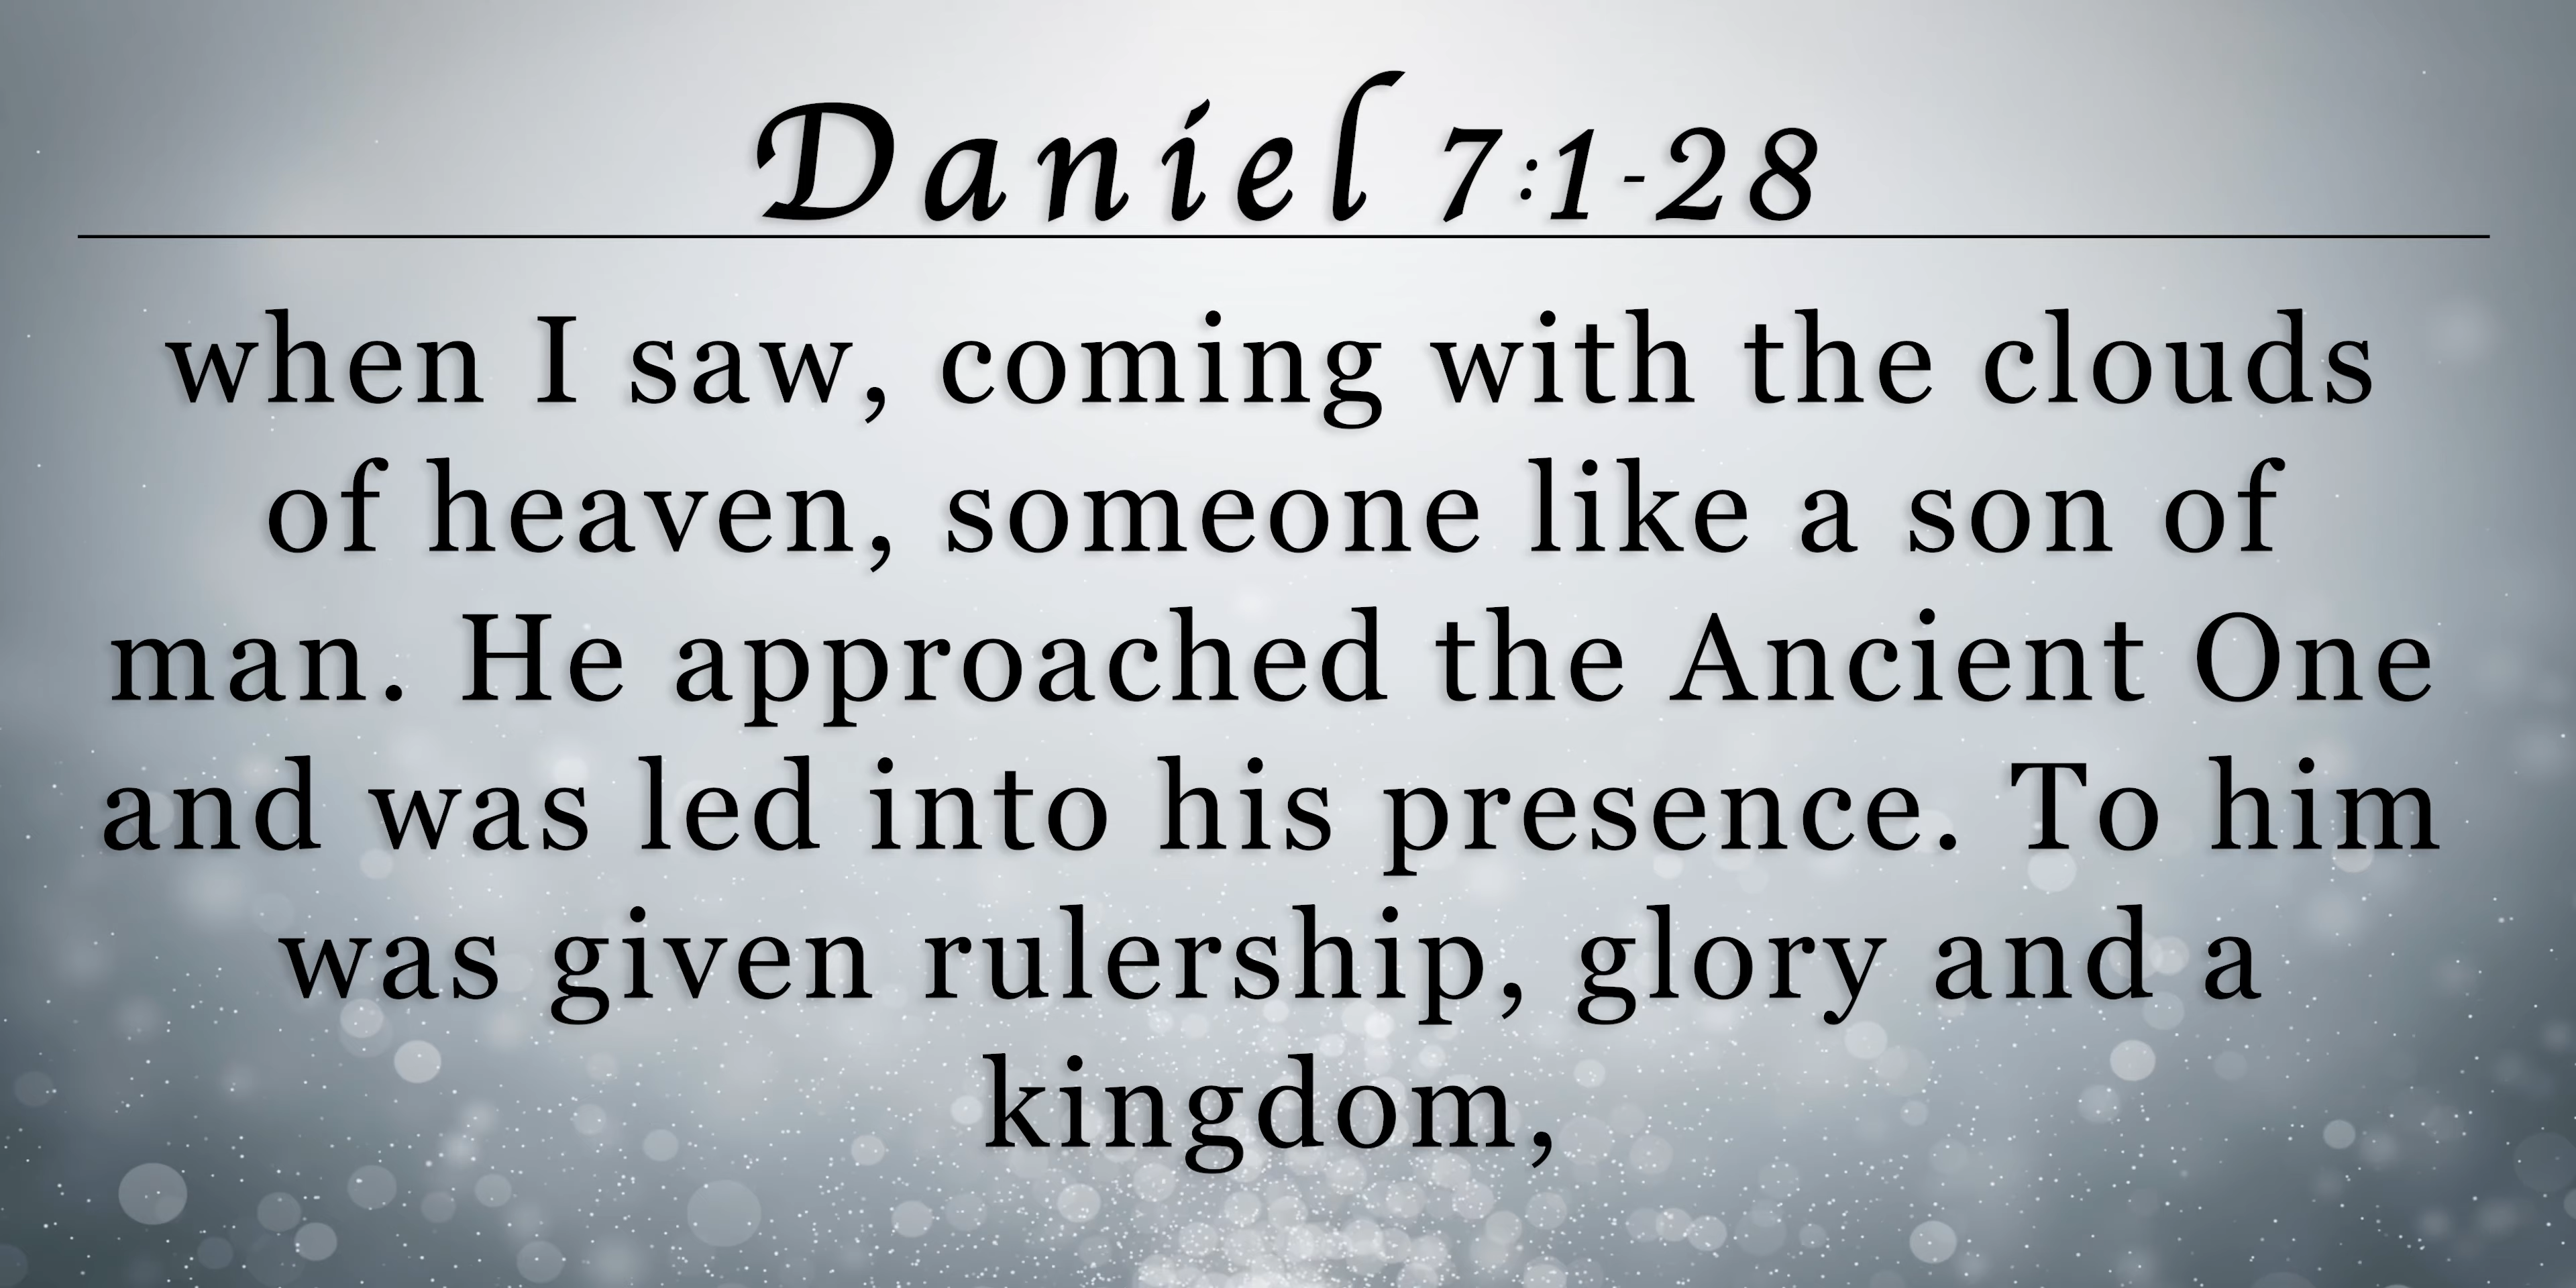 Daniel 7:1-28
when I saw, coming with the clouds
of heaven, someone like a son of
man. He approached the Ancient One
and was led into his presence. To him
was given rulership, glory and a
kingdom,